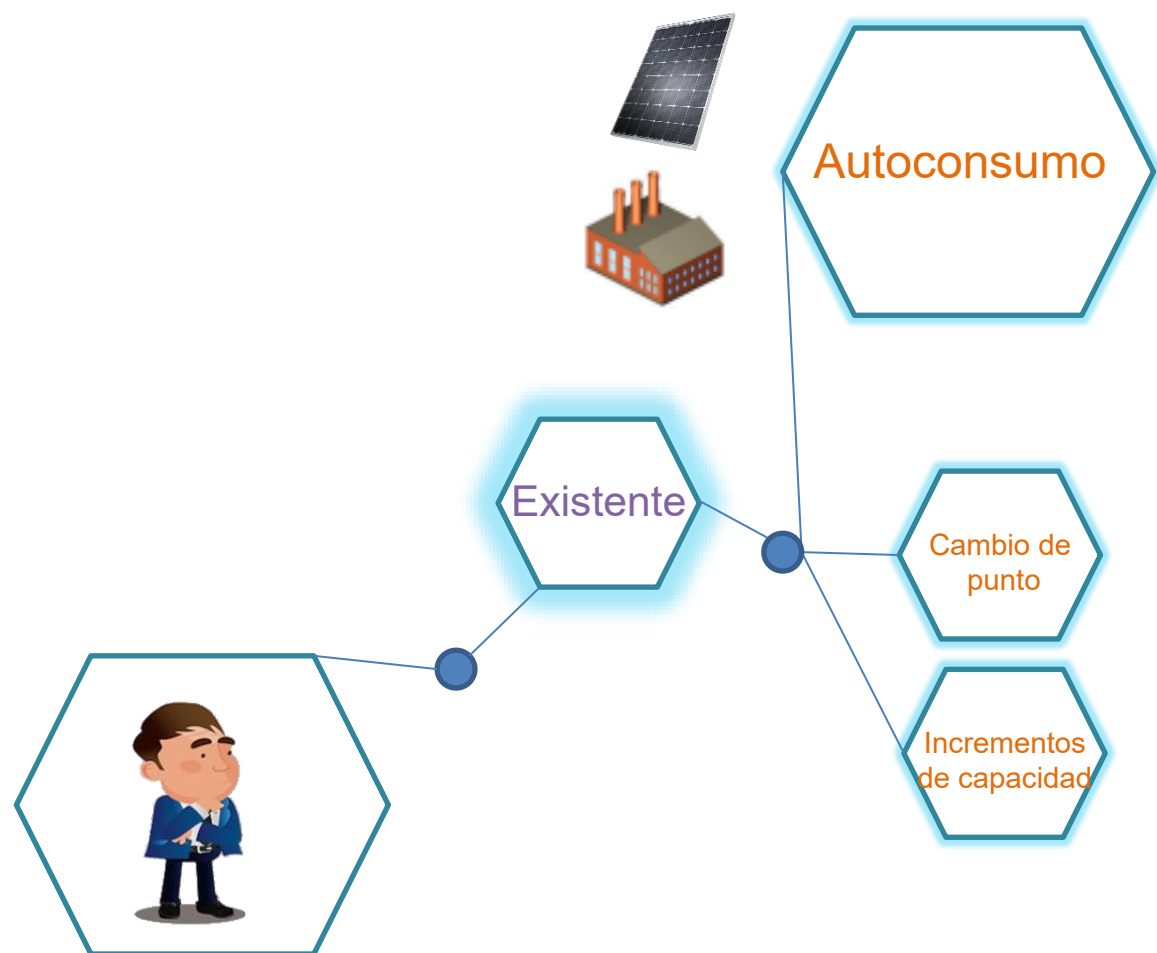 Autoconsumo
Existente
Cambio de
punto
Incrementos
de capacidad